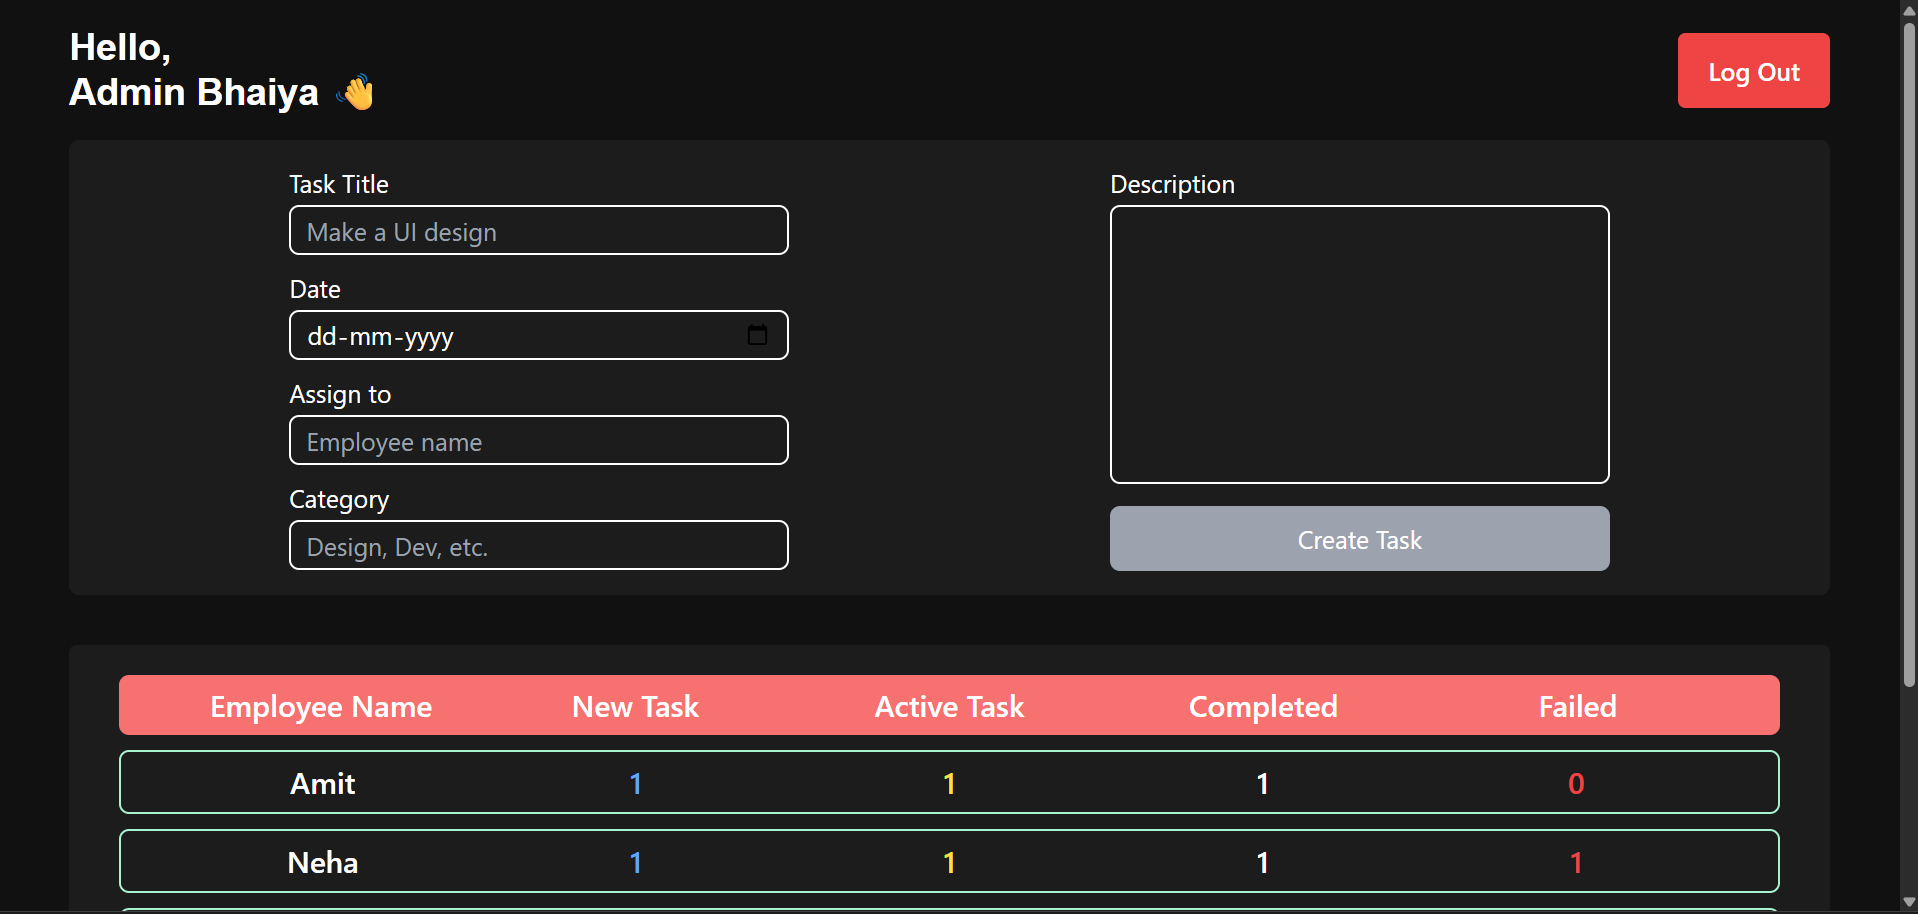 Hello,
Admin Bhaiya 👋
Log Out
Task Title
Make a UI design
Date
dd-mm-yyyy
Assign to
Employee name
Category
Design, Dev, etc.
Description
Create Task
Employee Name New Task Active Task Completed Failed
Amit 1 1 1 0
Neha 1 1 1 1